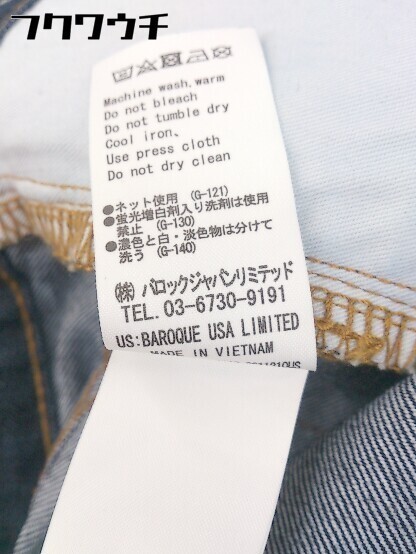 フクワウチ
Machine wash,warm
Do not bleach
Do not tumble dry
Cool iron、
Use press cloth
Do not dry clean
●ネット使用 (G-121)
●蛍光増白剤入り洗剤は使用
禁止 (G-130)
●濃色と白・淡色物は分けて
洗う (G-140)
(株) バロックジャパンリミテッド
TEL. 03-6730-9191
US: BAROQUE USA LIMITED
MADE IN VIETNAM